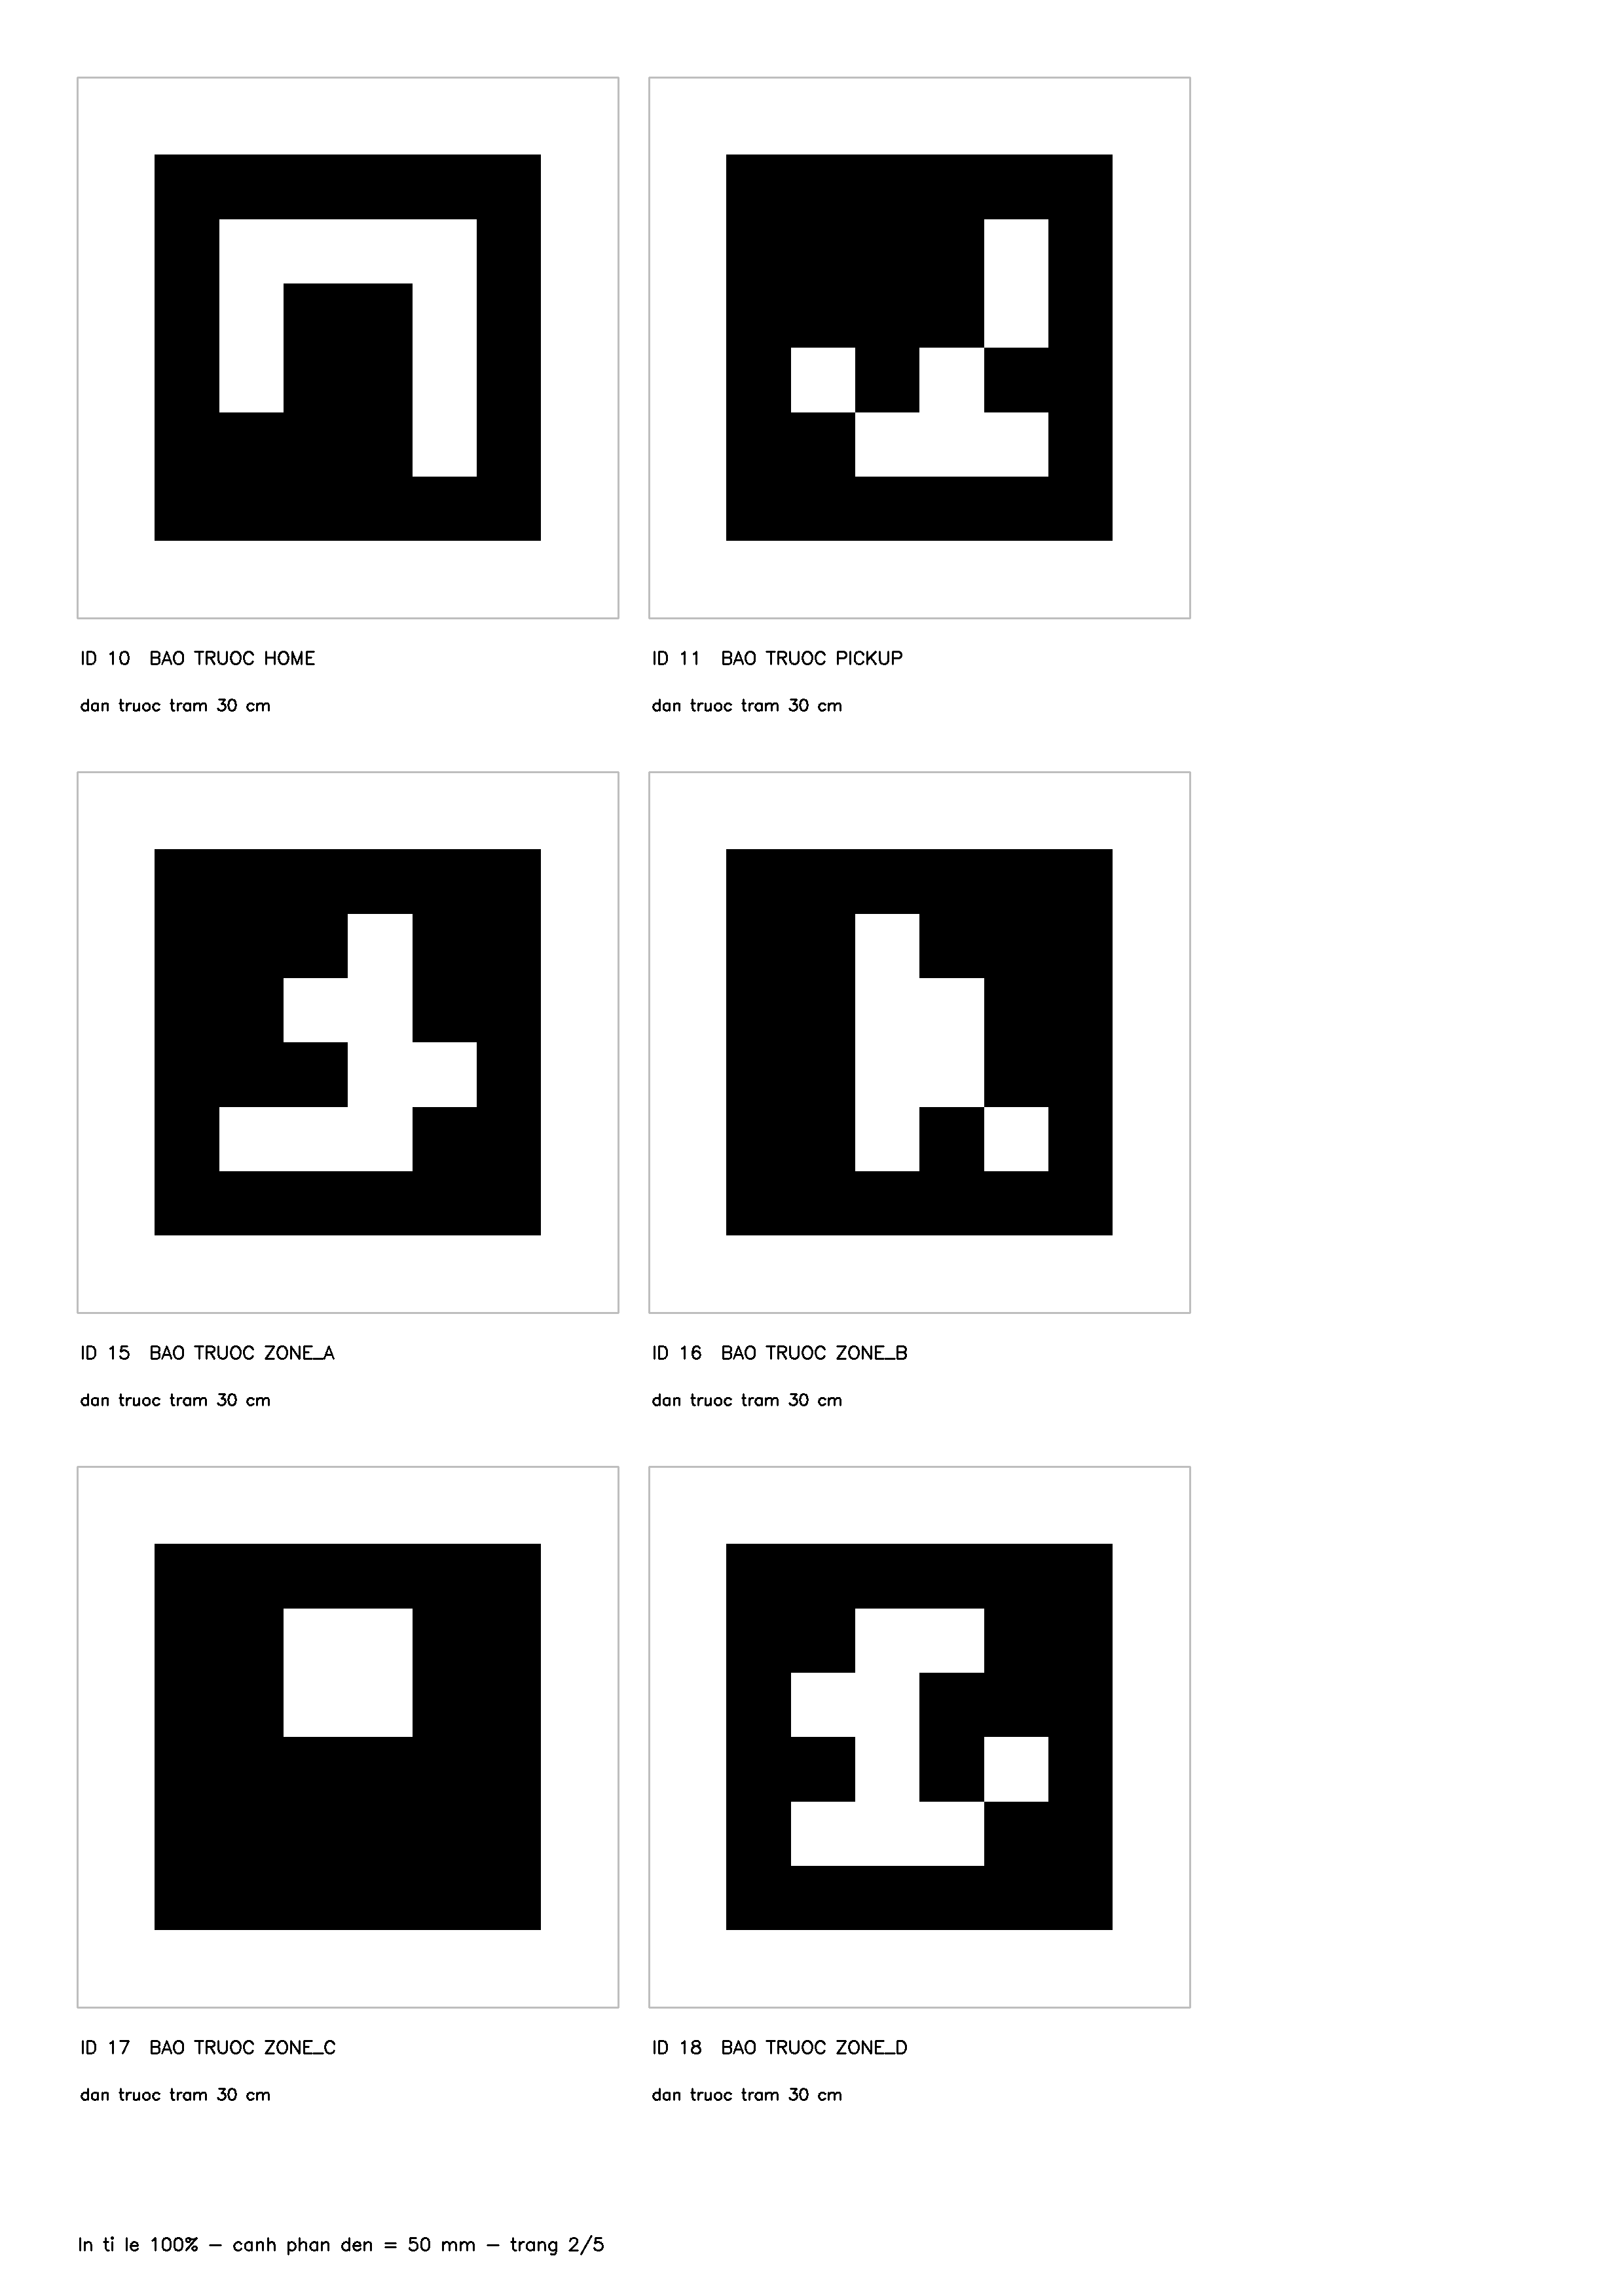 ID 10 BAO TRUOC HOME
dan truoc tram 30 cm
ID 11 BAO TRUOC PICKUP
dan truoc tram 30 cm
ID 15 BAO TRUOC ZONE_A
dan truoc tram 30 cm
ID 16 BAO TRUOC ZONE_B
dan truoc tram 30 cm
ID 17 BAO TRUOC ZONE_C
dan truoc tram 30 cm
ID 18 BAO TRUOC ZONE_D
dan truoc tram 30 cm
In ti le 100% - canh phan den = 50 mm - trang 2/5